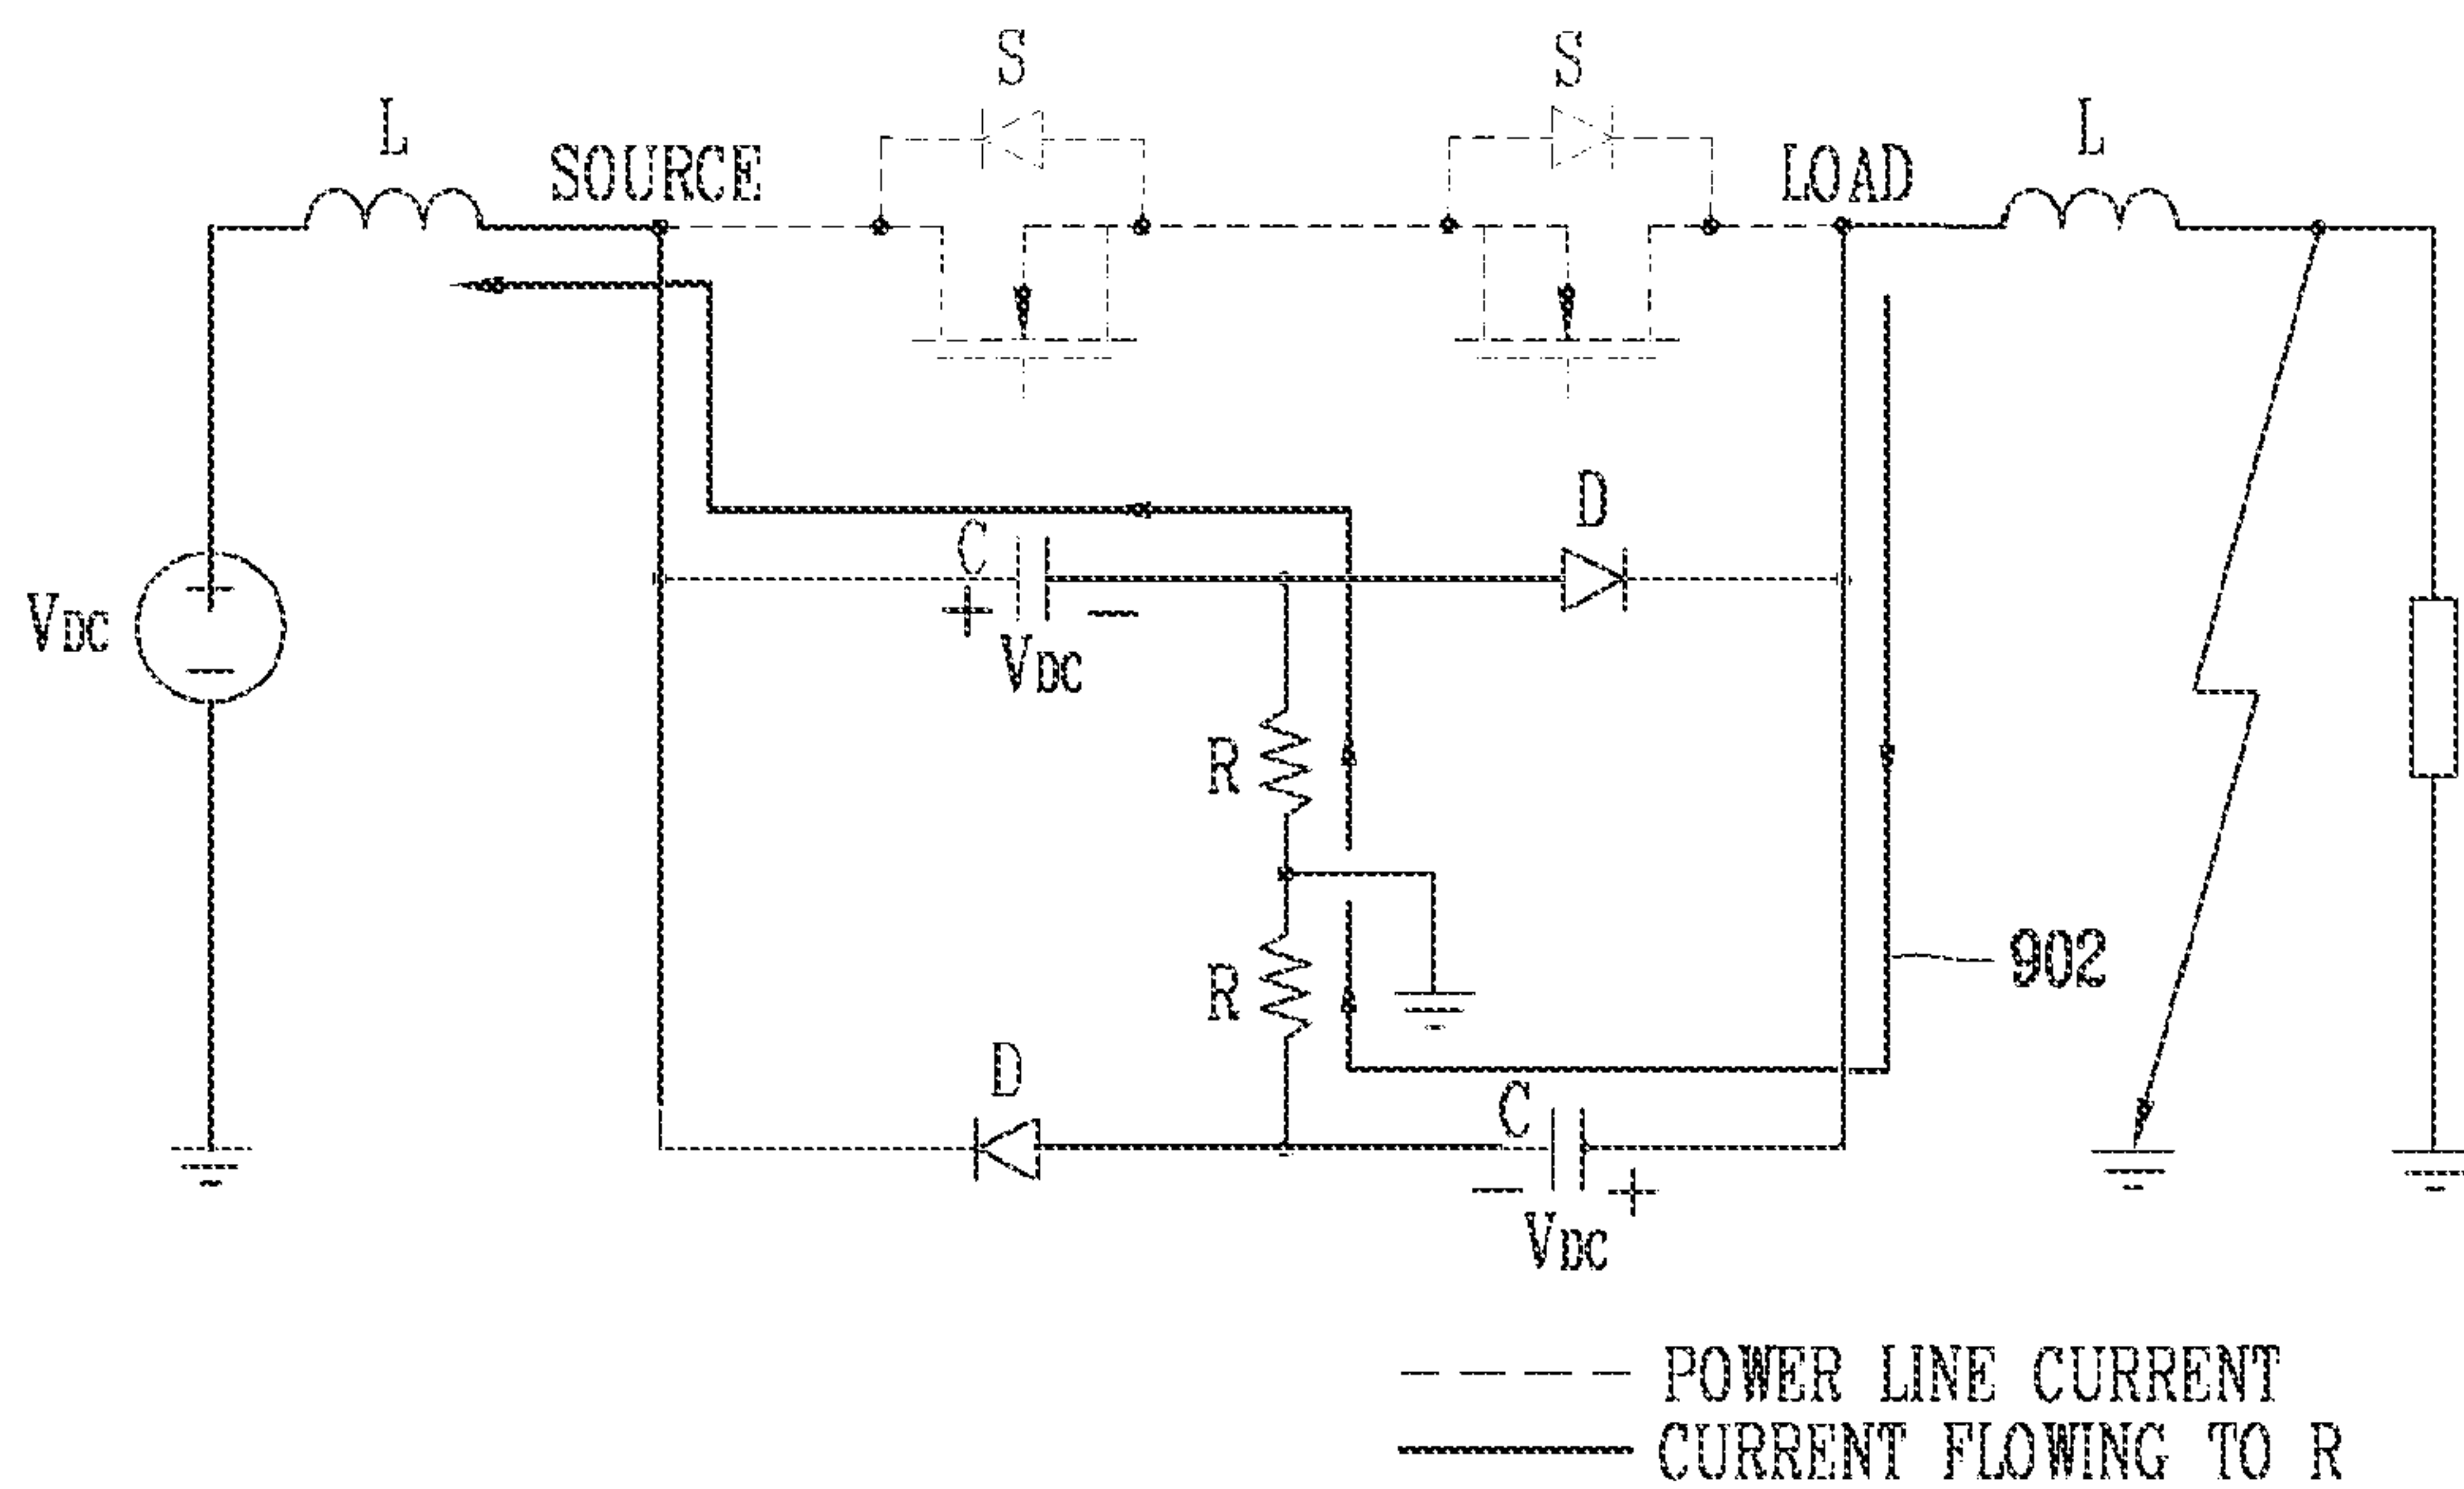 S
S
L
SOURCE
LOAD
L
D
C
+
−
VDC
VDC
R
R
902
D
C
−
+
VDC
POWER LINE CURRENT
CURRENT FLOWING TO R